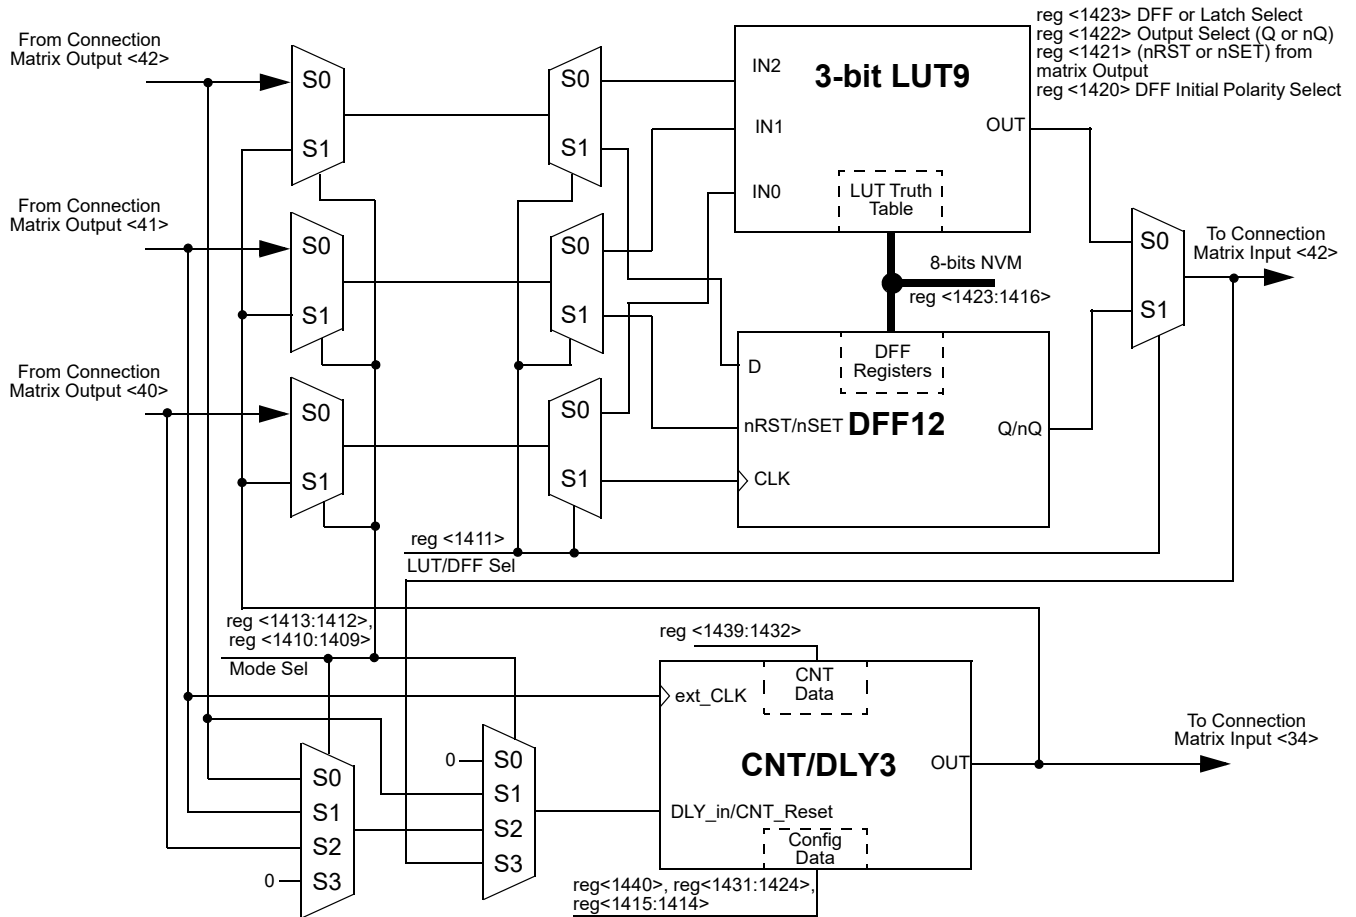 From Connection
Matrix Output <42>
S0
S1
S0
S1
IN2
IN1
IN0
3-bit LUT9
OUT
LUT Truth
Table
reg <1423> DFF or Latch Select
reg <1422> Output Select (Q or nQ)
reg <1421> (nRST or nSET) from
matrix Output
reg <1420> DFF Initial Polarity Select
From Connection
Matrix Output <41>
S0
S1
S0
S1
8-bits NVM
reg <1423:1416>
S0
S1
To Connection
Matrix Input <42>
From Connection
Matrix Output <40>
S0
S1
S0
S1
D
nRST/nSET
CLK
DFF
Registers
DFF12
Q/nQ
reg <1411>
LUT/DFF Sel
reg <1413:1412>,
reg <1410:1409>
Mode Sel
reg <1439:1432>
CNT
Data
ext_CLK
CNT/DLY3
OUT
DLY_in/CNT_Reset
Config
Data
To Connection
Matrix Input <34>
S0
S1
S2
0
S3
0
S0
S1
S2
S3
reg<1440>, reg<1431:1424>,
reg<1415:1414>